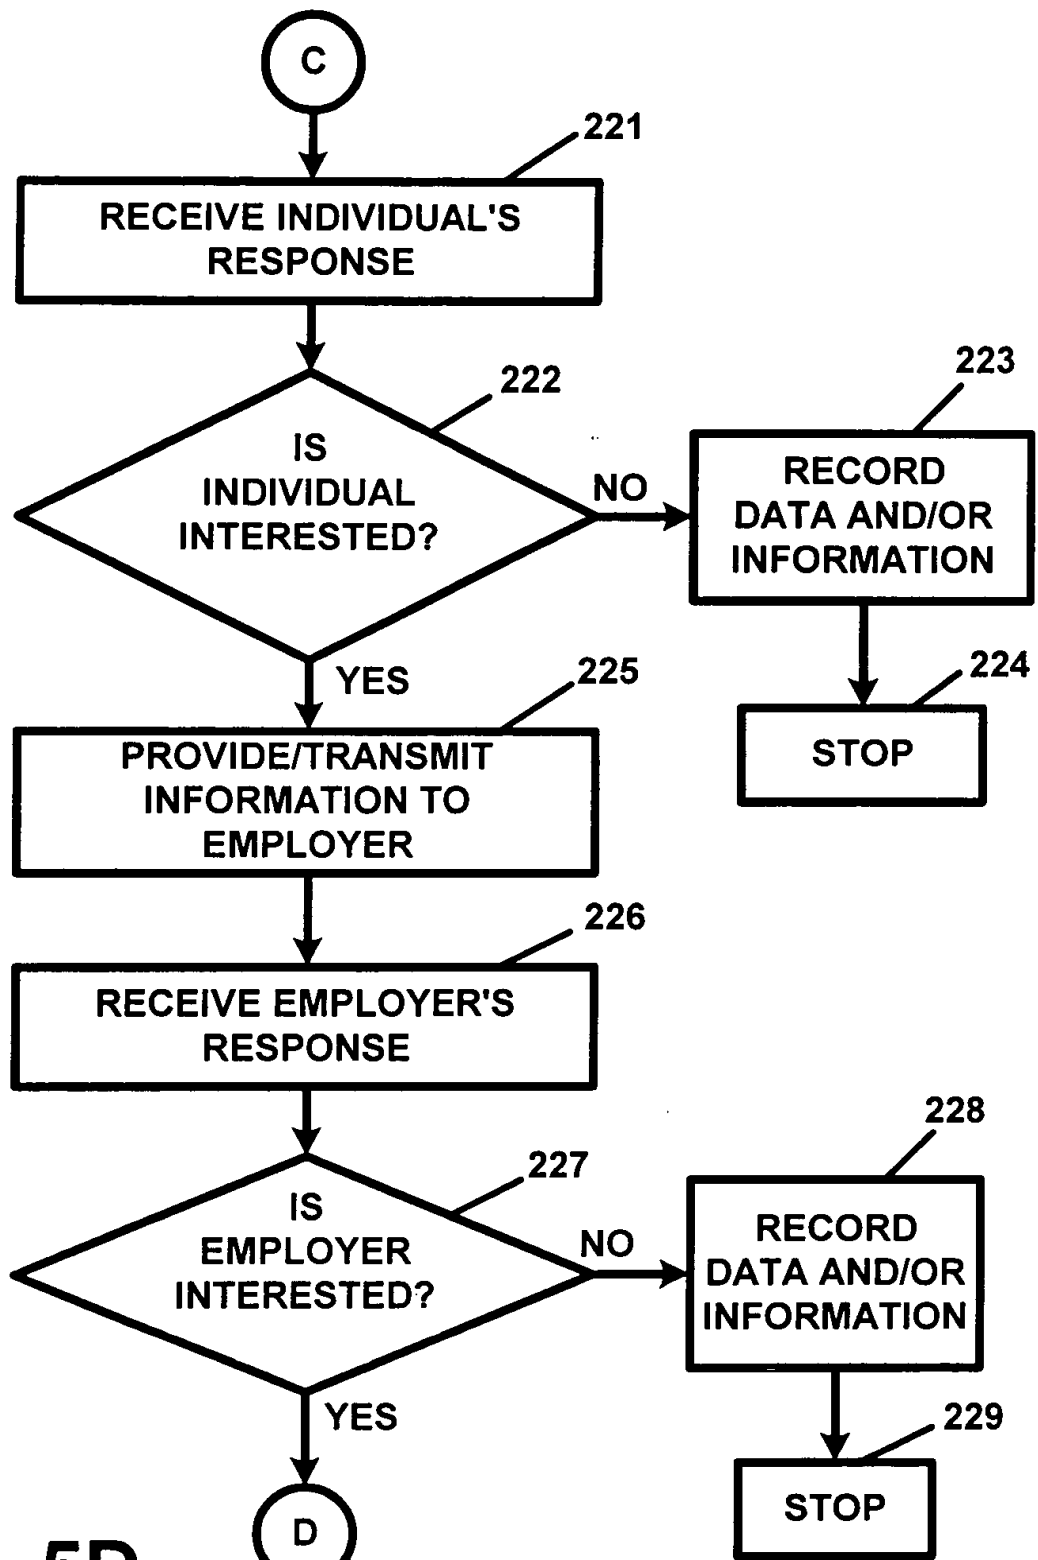 C
221
RECEIVE INDIVIDUAL'S
RESPONSE
222
IS
INDIVIDUAL
INTERESTED?
NO
223
RECORD
DATA AND/OR
INFORMATION
224
STOP
YES
225
PROVIDE/TRANSMIT
INFORMATION TO
EMPLOYER
226
RECEIVE EMPLOYER'S
RESPONSE
227
IS
EMPLOYER
INTERESTED?
NO
228
RECORD
DATA AND/OR
INFORMATION
229
STOP
YES
D
5D